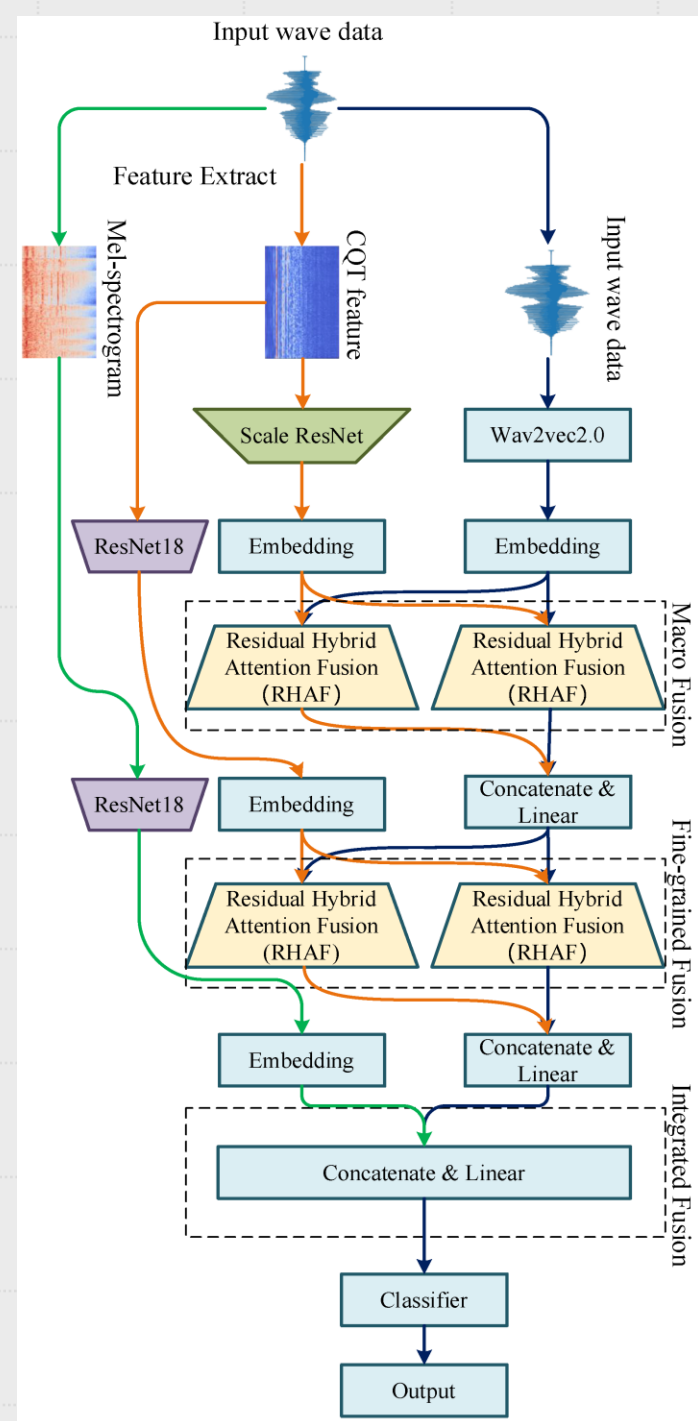 Input wave data
Feature Extract
Mel-spectrogram
CQT feature
Input wave data
Scale ResNet
Wav2vec2.0
ResNet18
Embedding
Embedding
Residual Hybrid
Attention Fusion
(RHAF)
Residual Hybrid
Attention Fusion
(RHAF)
Macro Fusion
ResNet18
Embedding
Concatenate &
Linear
Residual Hybrid
Attention Fusion
(RHAF)
Residual Hybrid
Attention Fusion
(RHAF)
Fine-grained Fusion
Embedding
Concatenate &
Linear
Concatenate & Linear
Integrated Fusion
Classifier
Output